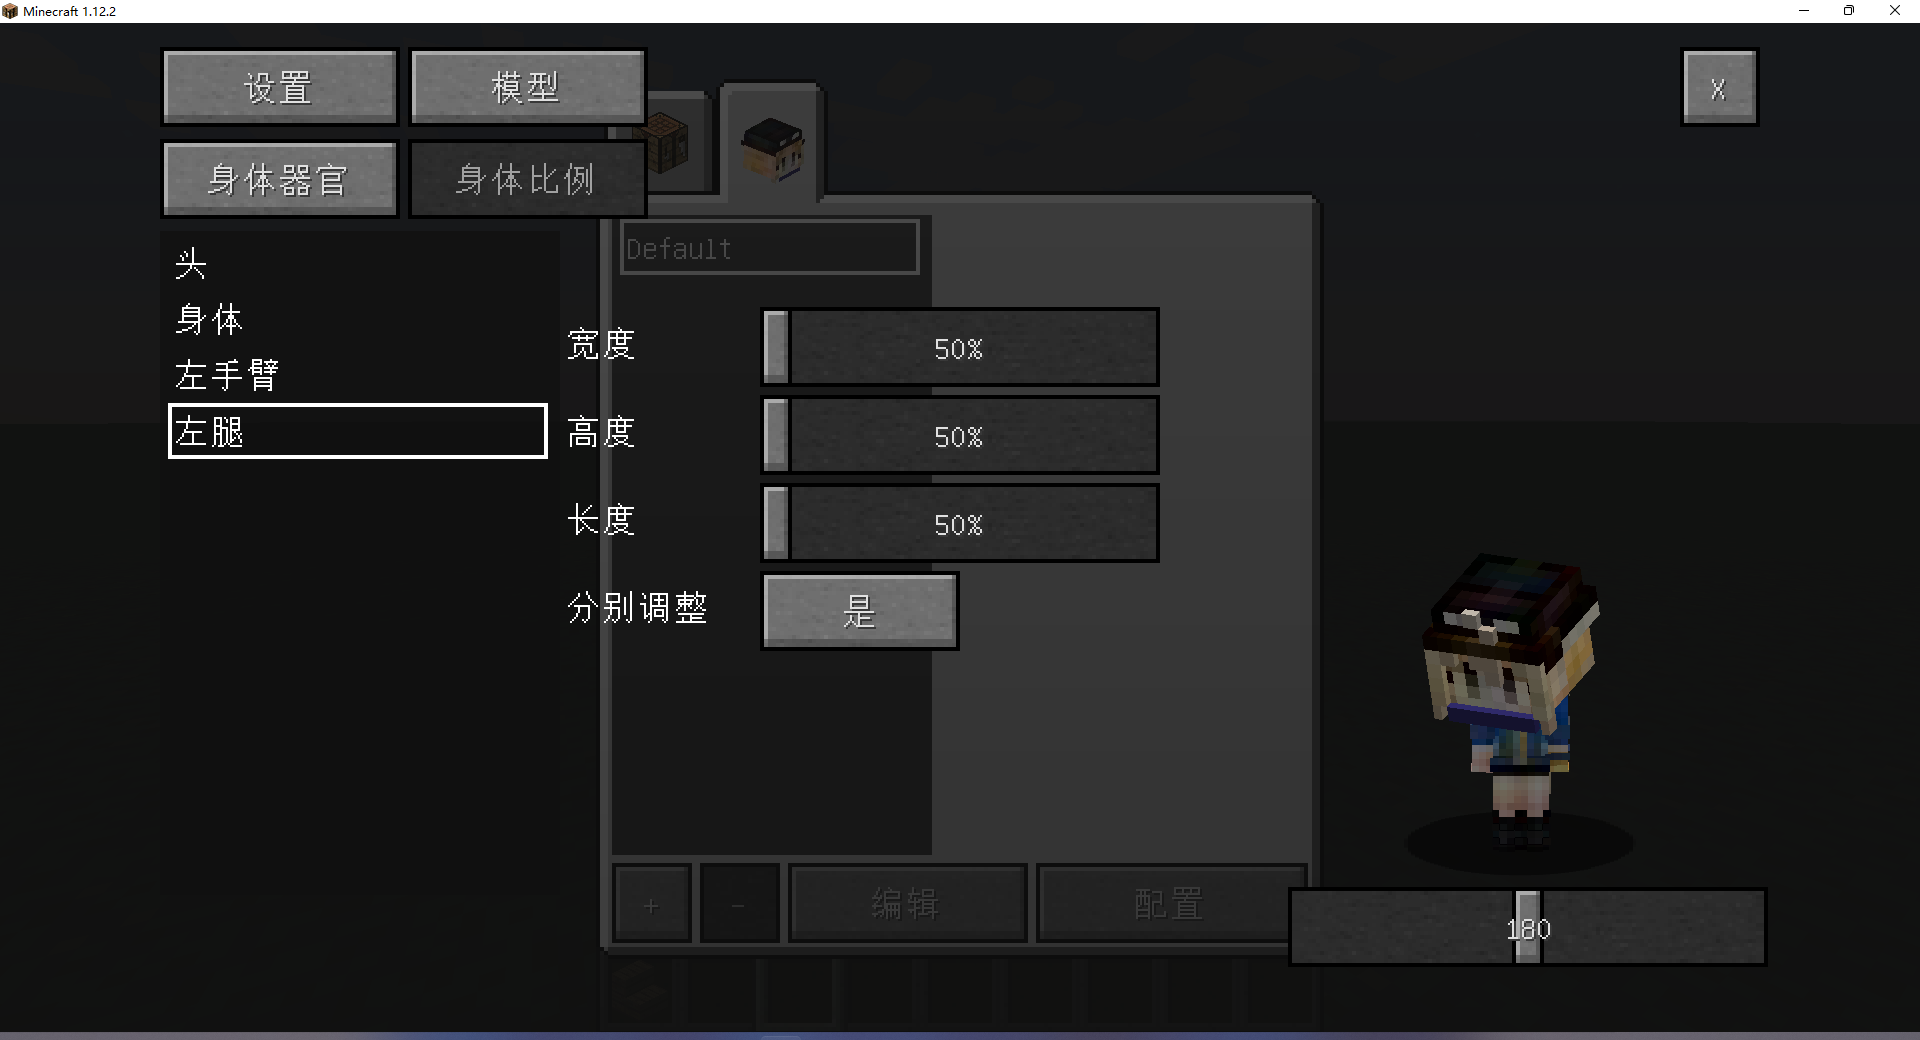 Minecraft 1.12.2
设置
模型
X
身体器官
身体比例
Default
头
身体
左手臂
左腿
宽度
50%
高度
50%
长度
50%
分别调整
是
+
-
编辑
配置
180